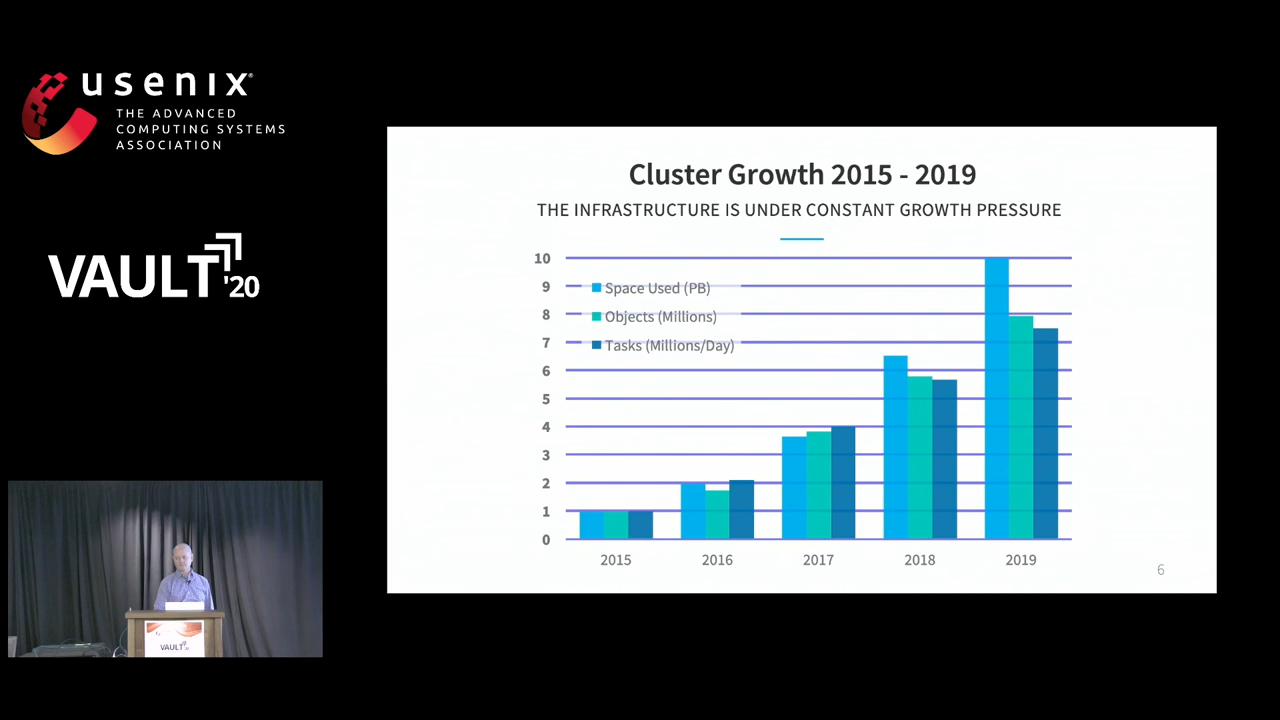 usenix®
THE ADVANCED
COMPUTING SYSTEMS
ASSOCIATION
VAULT '20
Cluster Growth 2015 - 2019
THE INFRASTRUCTURE IS UNDER CONSTANT GROWTH PRESSURE
10
9
8
7
6
5
4
3
2
1
0
Space Used (PB)
Objects (Millions)
Tasks (Millions/Day)
2015 2016 2017 2018 2019
6
VAULT '20